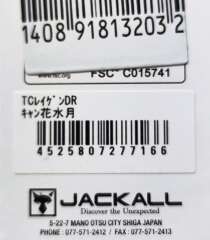 1408 91813203 2
FSC® C015741
TCﾚｲｹﾞﾝDR
ｷｬﾝ花水月
4525807277166
JACKALL
Discover the Unexpected
5-22-7 MANO OTSU CITY SHIGA JAPAN
PHONE : 077-571-2412 / FAX : 077-571-2413